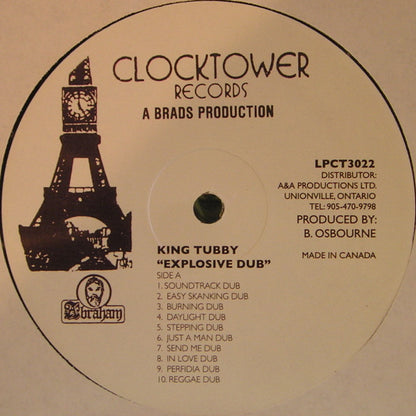 CLOCKTOWER
RECORDS
A BRADS PRODUCTION
LPCT3022
DISTRIBUTOR:
A&A PRODUCTIONS LTD.
UNIONVILLE, ONTARIO
TEL: 905-470-9798
PRODUCED BY:
B. OSBOURNE
MADE IN CANADA
Abraham
KING TUBBY
"EXPLOSIVE DUB"
SIDE A
1. SOUNDTRACK DUB
2. EASY SKANKING DUB
3. BURNING DUB
4. DAYLIGHT DUB
5. STEPPING DUB
6. JUST A MAN DUB
7. SEND ME DUB
8. IN LOVE DUB
9. PERFIDIA DUB
10. REGGAE DUB